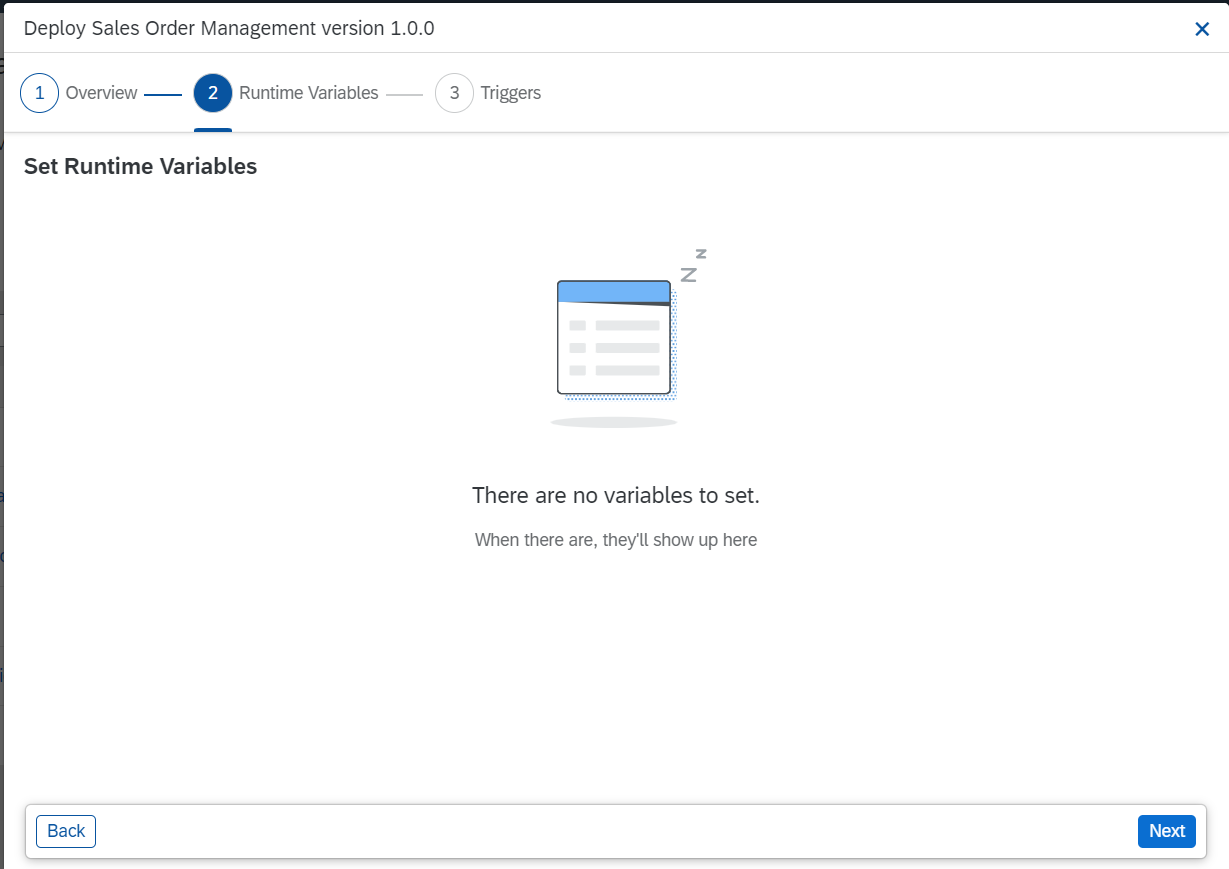 Deploy Sales Order Management version 1.0.0
1 Overview 2 Runtime Variables 3 Triggers
Set Runtime Variables
z
Z
There are no variables to set.
When there are, they'll show up here
Back Next